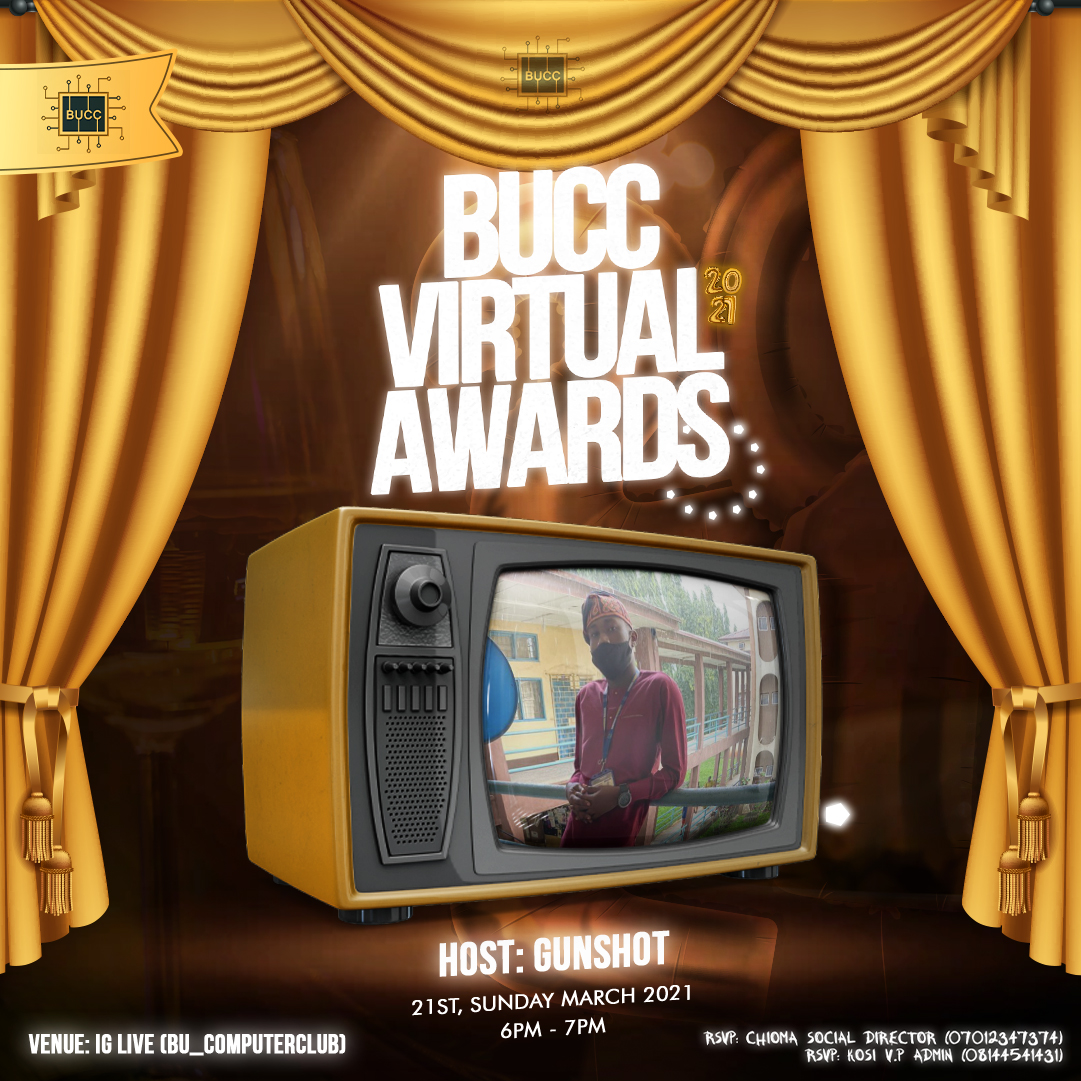 BUCC
BUCC
BUCC
VIRTUAL
20
21
AWARDS
HOST: GUNSHOT
21ST, SUNDAY MARCH 2021
6PM - 7PM
VENUE: IG LIVE (BU_COMPUTERCLUB)
RSVP: CHIOMA SOCIAL DIRECTOR (07012347374)
RSVP: KOSI V.P ADMIN (08144541431)